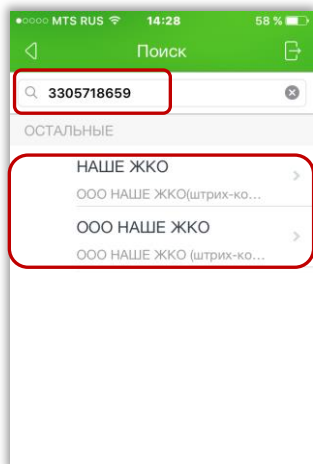 MTS RUS 14:28 58 %
Поиск
3305718659
ОСТАЛЬНЫЕ
НАШЕ ЖКО
ООО НАШЕ ЖКО(штрих-ко...
ООО НАШЕ ЖКО
ООО НАШЕ ЖКО (штрих-ко...